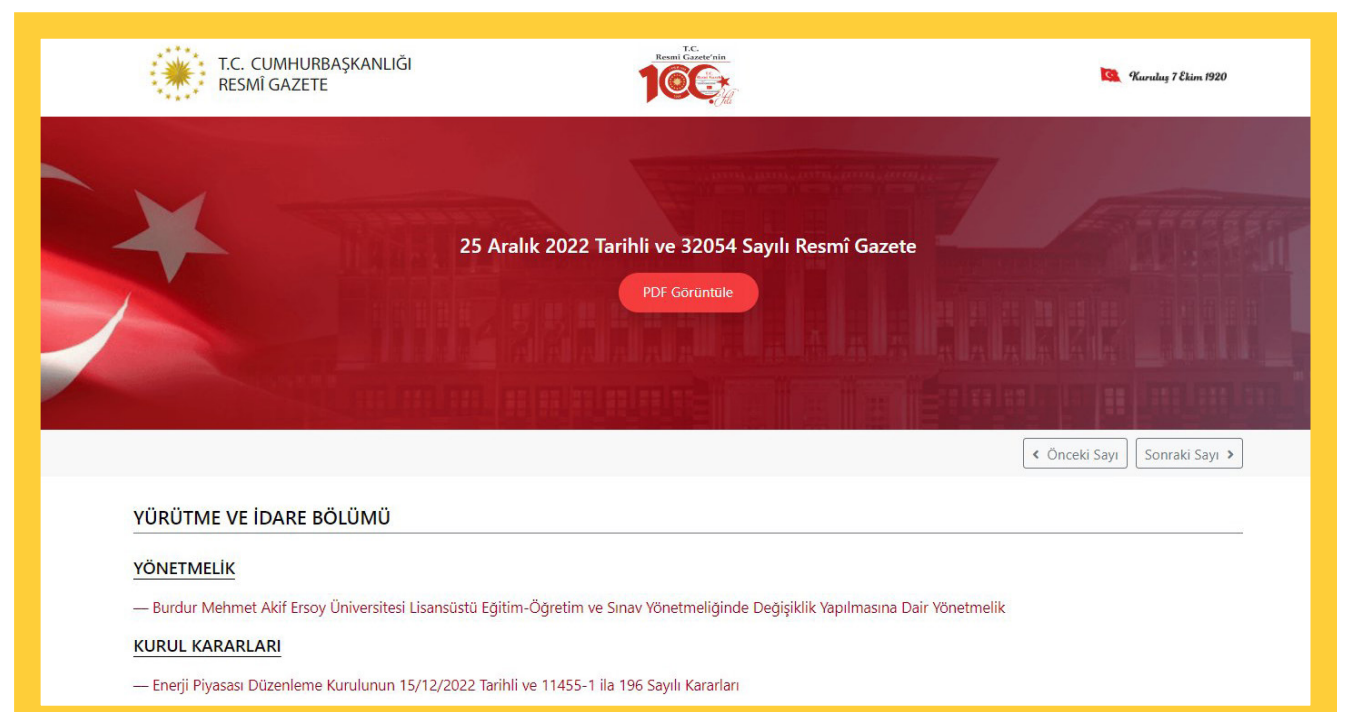 T.C. CUMHURBAŞKANLIĞI
RESMÎ GAZETE
T.C.
Resmî Gazete'nin
100
Yılı
Kuruluş 7 Ekim 1920
25 Aralık 2022 Tarihli ve 32054 Sayılı Resmî Gazete
PDF Görüntüle
Önceki Sayı
Sonraki Sayı
YÜRÜTME VE İDARE BÖLÜMÜ
YÖNETMELİK
–– Burdur Mehmet Akif Ersoy Üniversitesi Lisansüstü Eğitim-Öğretim ve Sınav Yönetmeliğinde Değişiklik Yapılmasına Dair Yönetmelik
KURUL KARARLARI
–– Enerji Piyasası Düzenleme Kurulunun 15/12/2022 Tarihli ve 11455-1 ila 196 Sayılı Kararları